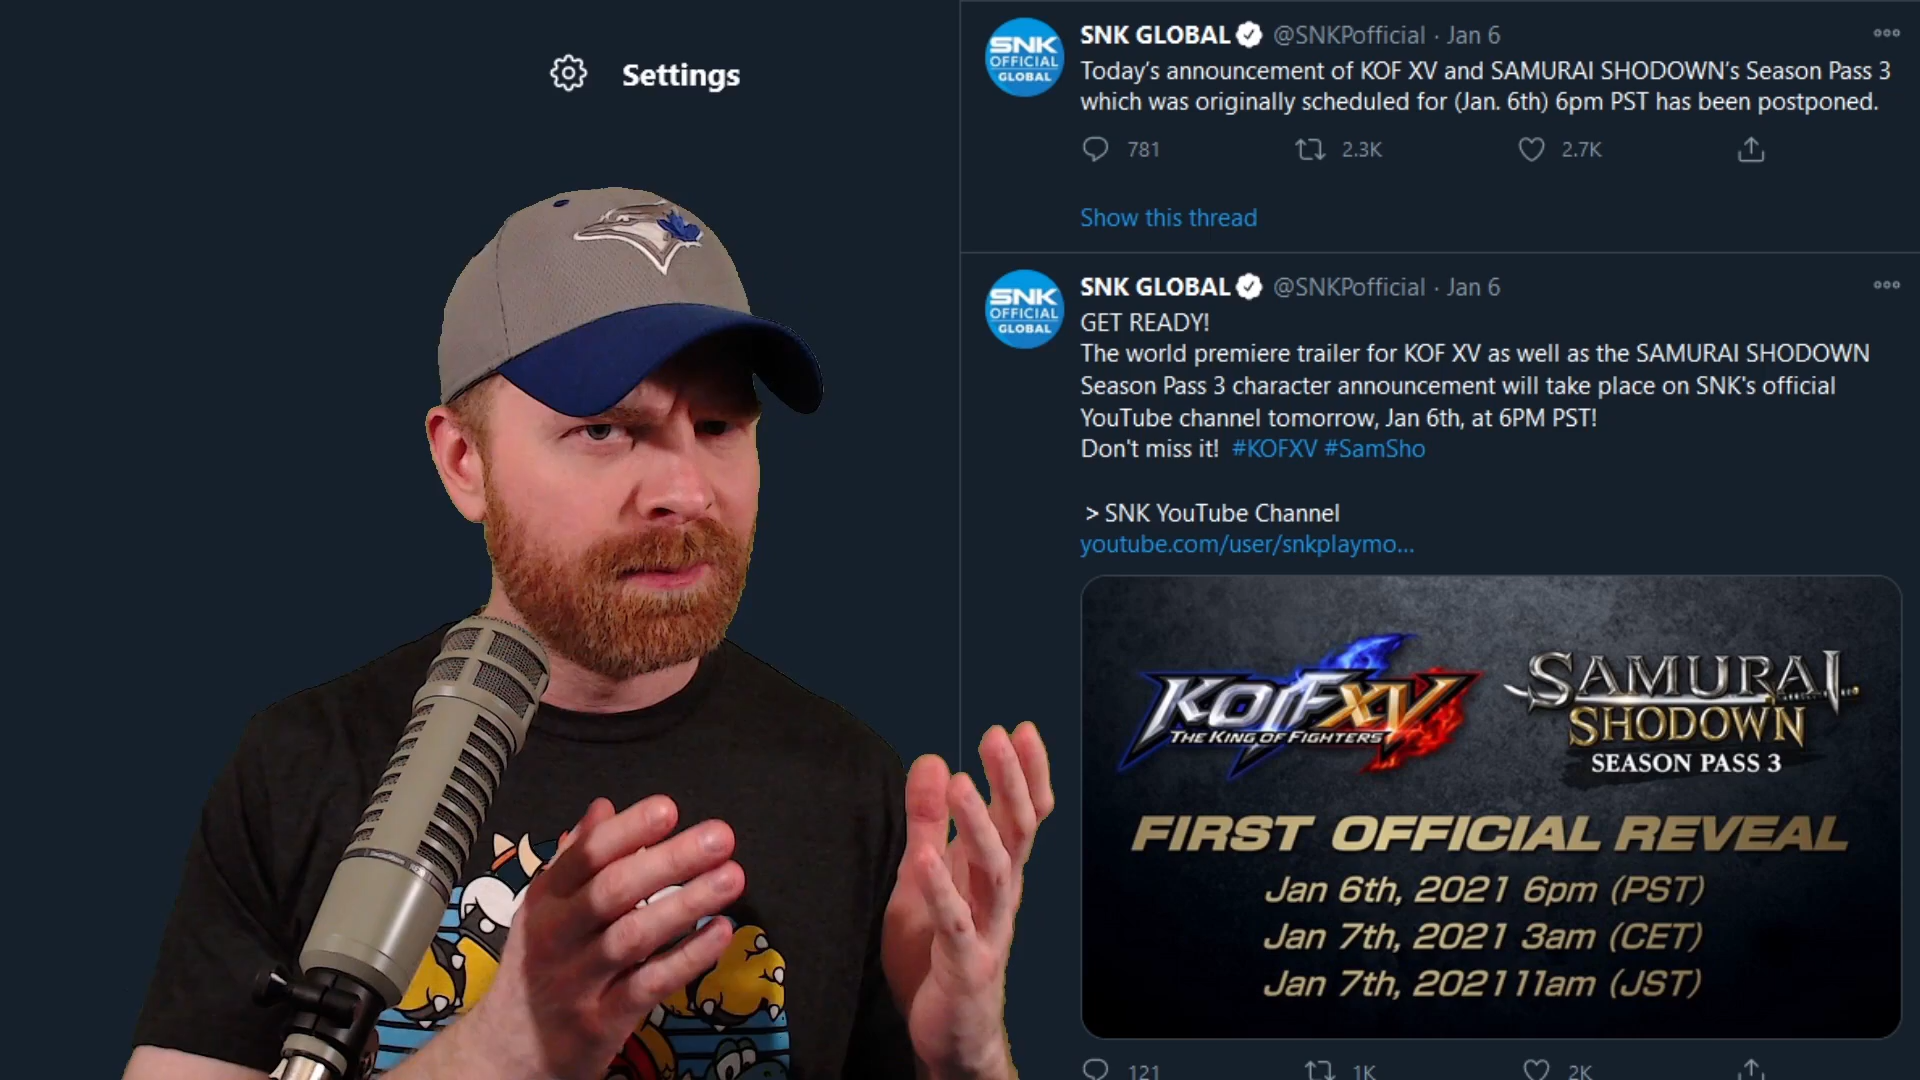 Settings
SNK GLOBAL @SNKPofficial · Jan 6
SNK
OFFICIAL
GLOBAL
Today's announcement of KOF XV and SAMURAI SHODOWN's Season Pass 3
which was originally scheduled for (Jan. 6th) 6pm PST has been postponed.
781 2.3K 2.7K
Show this thread
SNK GLOBAL @SNKPofficial · Jan 6
SNK
OFFICIAL
GLOBAL
GET READY!
The world premiere trailer for KOF XV as well as the SAMURAI SHODOWN
Season Pass 3 character announcement will take place on SNK's official
YouTube channel tomorrow, Jan 6th, at 6PM PST!
Don't miss it! #KOFXV #SamSho
> SNK YouTube Channel
youtube.com/user/snkplaymo...
KOF XV
THE KING OF FIGHTERS
SAMURAI
SHODOWN
SEASON PASS 3
FIRST OFFICIAL REVEAL
Jan 6th, 2021 6pm (PST)
Jan 7th, 2021 3am (CET)
Jan 7th, 2021 11am (JST)
121 1K 2K